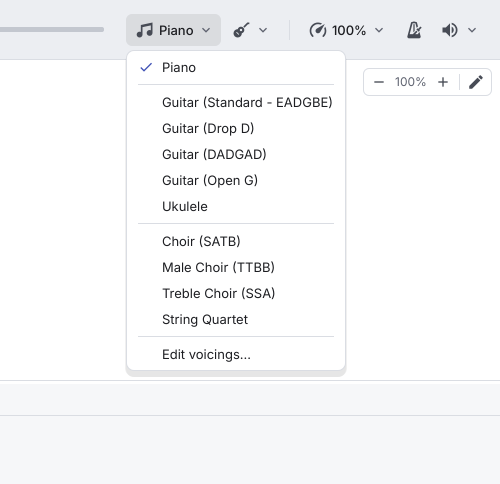 Piano
100%
Piano
− 100% +
Guitar (Standard - EADGBE)
Guitar (Drop D)
Guitar (DADGAD)
Guitar (Open G)
Ukulele
Choir (SATB)
Male Choir (TTBB)
Treble Choir (SSA)
String Quartet
Edit voicings...